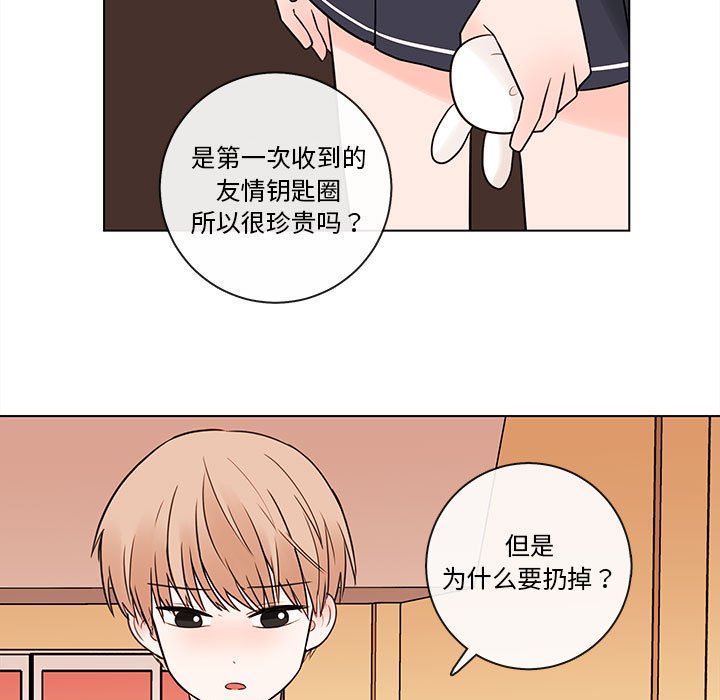 是第一次收到的
友情钥匙圈
所以很珍贵吗？
但是
为什么要扔掉？